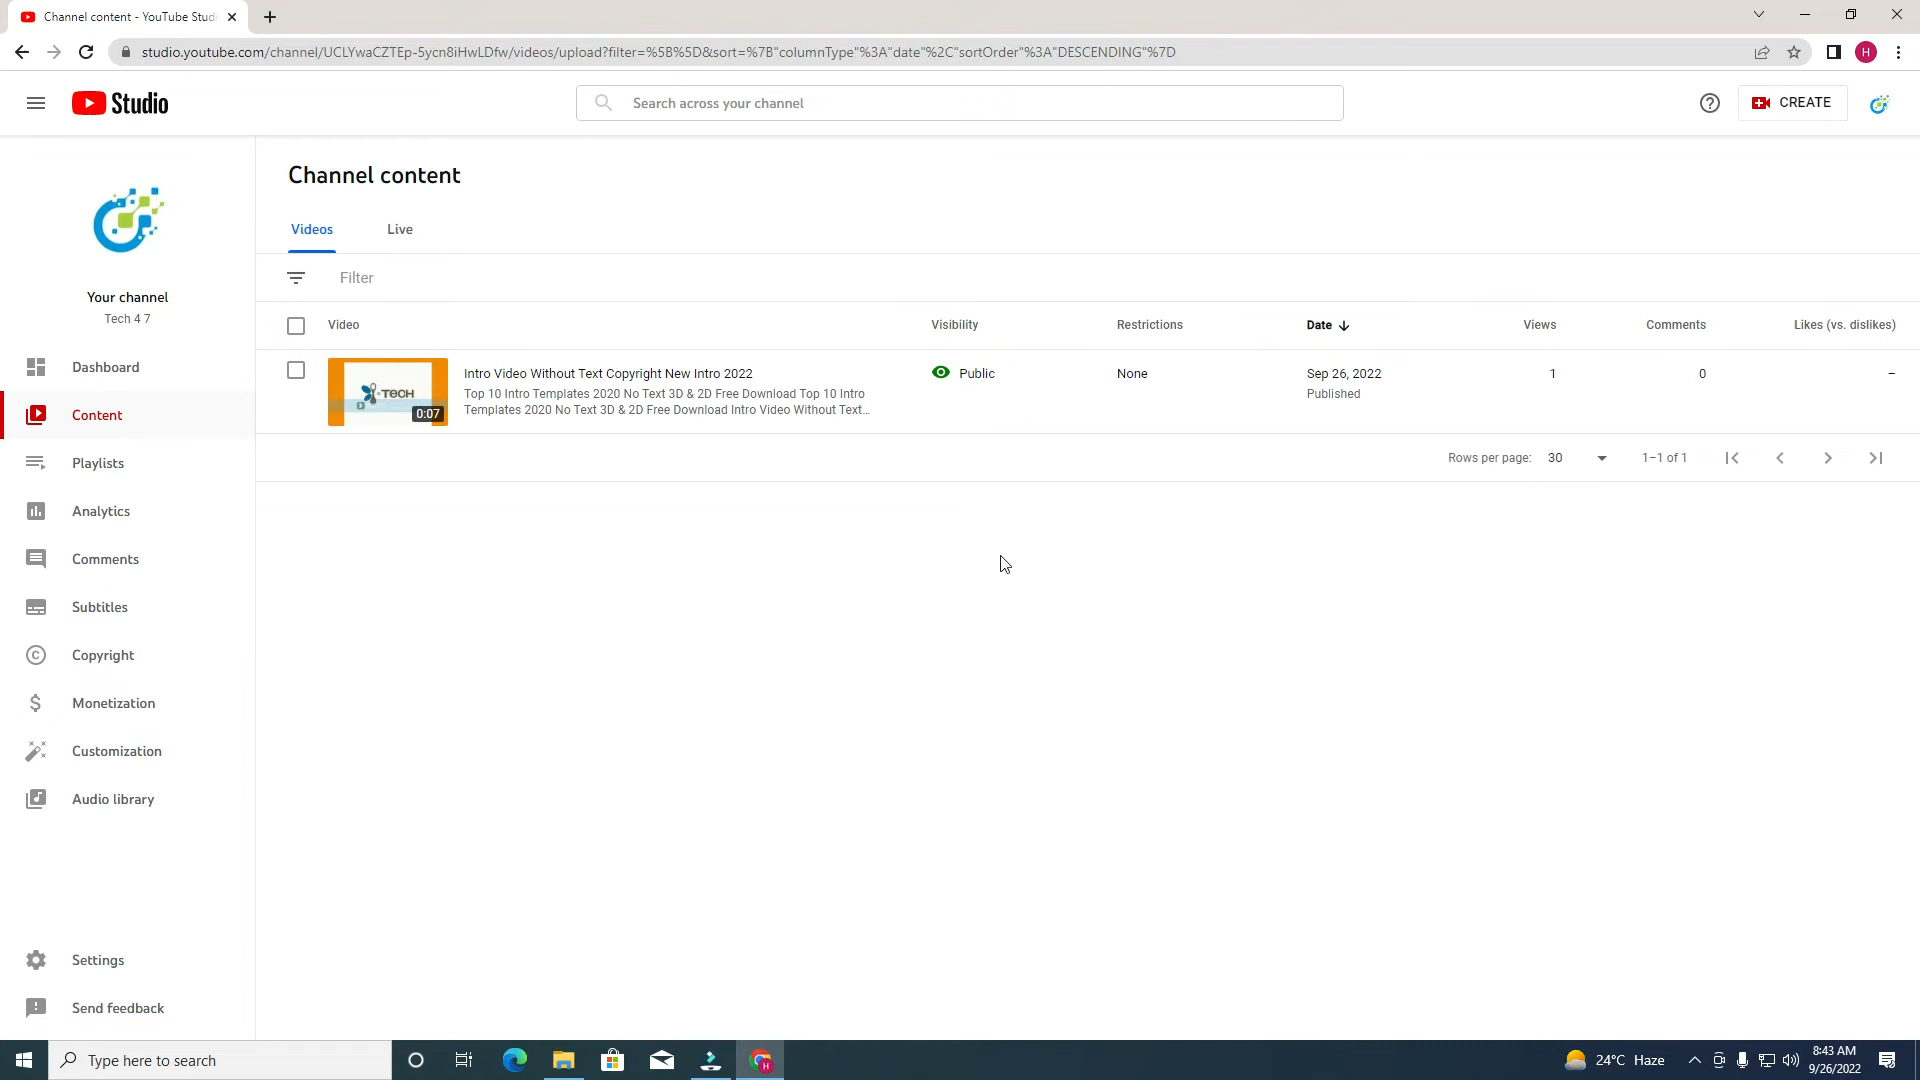 Channel content - YouTube Stud
studio.youtube.com/channel/UCLYwaCZTEp-5ycn8iHwLDfw/videos/upload?filter=%5B%5D&sort=%7B"columnType"%3A"date"%2C"sortOrder"%3A"DESCENDING"%7D
H
Studio
Search across your channel
CREATE
Your channel
Tech 4 7
Dashboard
Content
Playlists
Analytics
Comments
Subtitles
Copyright
Monetization
Customization
Audio library
Settings
Send feedback
Channel content
Videos Live
Filter
Video Visibility Restrictions Date Views Comments Likes (vs. dislikes)
TECH
0:07
Intro Video Without Text Copyright New Intro 2022 Public None Sep 26, 2022 1 0 –
Top 10 Intro Templates 2020 No Text 3D & 2D Free Download Top 10 Intro Published
Templates 2020 No Text 3D & 2D Free Download Intro Video Without Text...
Rows per page: 30 1–1 of 1
Type here to search
H
24°C Haze
8:43 AM
9/26/2022